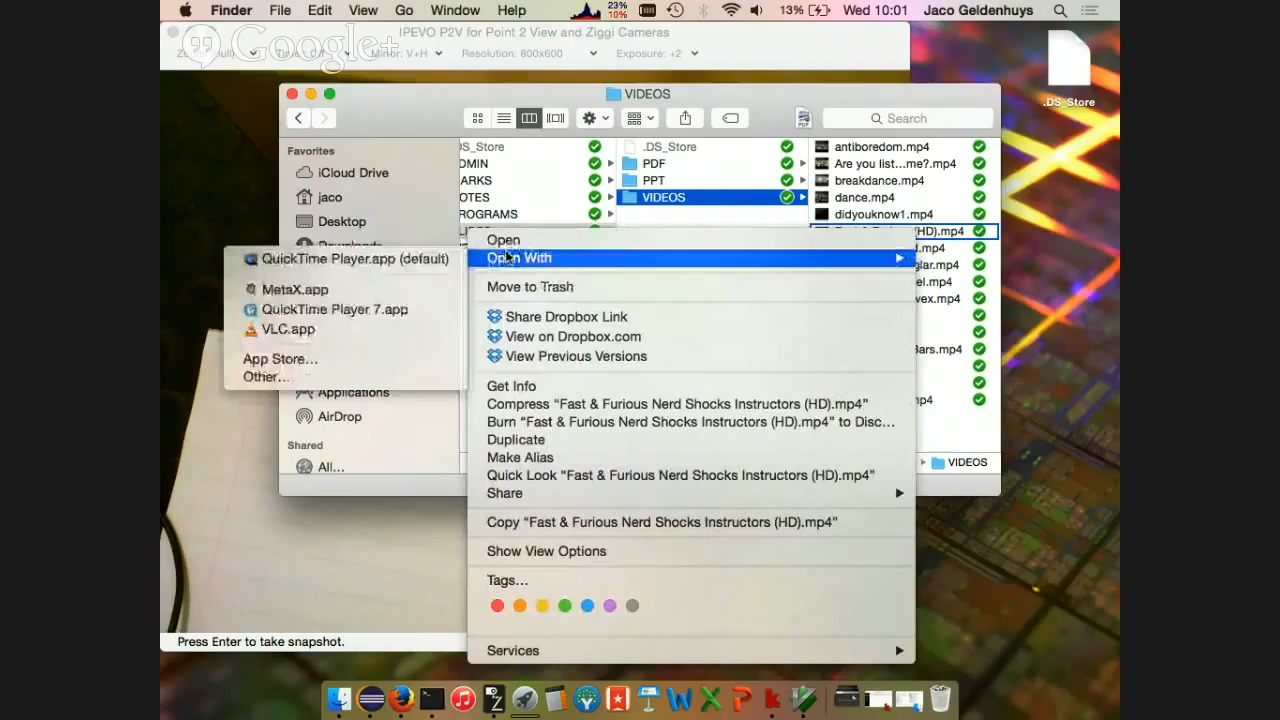 Finder File Edit View Go Window Help 23% 10% 13% Wed 10:01 Jaco Geldenhuys
Google+
IPEVO P2V for Point 2 View and Ziggi Cameras
Mirror: V+H Resolution: 800x600 Exposure: +2
VIDEOS
Search
.DS_Store
Favorites
iCloud Drive
jaco
Desktop
Applications
AirDrop
Shared
All...
DS_Store
DMIN
ARKS
OTES
ROGRAMS
.DS_Store
PDF
PPT
VIDEOS
antiboredom.mp4
Are you list...me?.mp4
breakdance.mp4
dance.mp4
didyouknow1.mp4
(HD).mp4
d.mp4
glar.mp4
el.mp4
vex.mp4
Bars.mp4
mp4
VIDEOS
QuickTime Player.app (default)
MetaX.app
QuickTime Player 7.app
VLC.app
App Store...
Other...
Open
Open With
Move to Trash
Share Dropbox Link
View on Dropbox.com
View Previous Versions
Get Info
Compress “Fast & Furious Nerd Shocks Instructors (HD).mp4”
Burn “Fast & Furious Nerd Shocks Instructors (HD).mp4” to Disc...
Duplicate
Make Alias
Quick Look “Fast & Furious Nerd Shocks Instructors (HD).mp4”
Share
Copy “Fast & Furious Nerd Shocks Instructors (HD).mp4”
Show View Options
Tags...
Services
Press Enter to take snapshot.